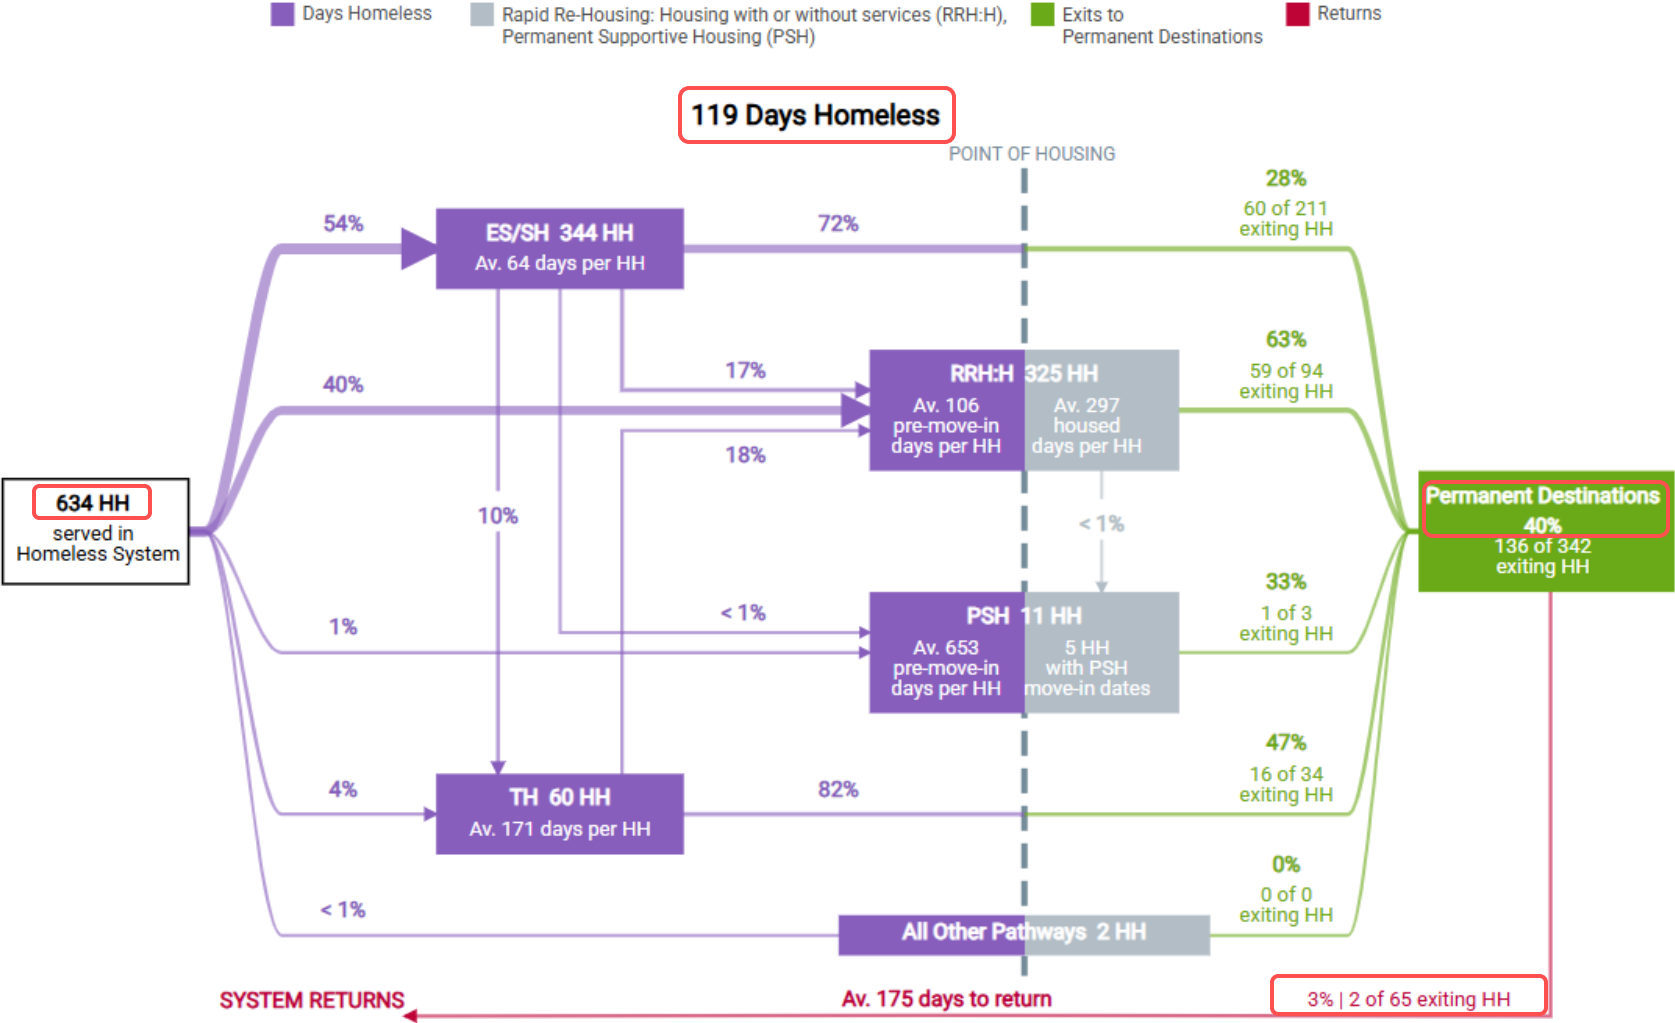 Days Homeless
Rapid Re-Housing: Housing with or without services (RRH:H),
Permanent Supportive Housing (PSH)
Exits to
Permanent Destinations
Returns
119 Days Homeless
POINT OF HOUSING
54%
ES/SH 344 HH
Av. 64 days per HH
72%
28%
60 of 211
exiting HH
40%
17%
RRH:H 325 HH
Av. 106
pre-move-in
days per HH
Av. 297
housed
days per HH
63%
59 of 94
exiting HH
18%
634 HH
served in
Homeless System
10%
< 1%
Permanent Destinations
40%
136 of 342
exiting HH
1%
< 1%
PSH 11 HH
Av. 653
pre-move-in
days per HH
5 HH
with PSH
move-in dates
33%
1 of 3
exiting HH
4%
TH 60 HH
Av. 171 days per HH
82%
47%
16 of 34
exiting HH
< 1%
All Other Pathways 2 HH
0%
0 of 0
exiting HH
SYSTEM RETURNS
Av. 175 days to return
3% | 2 of 65 exiting HH